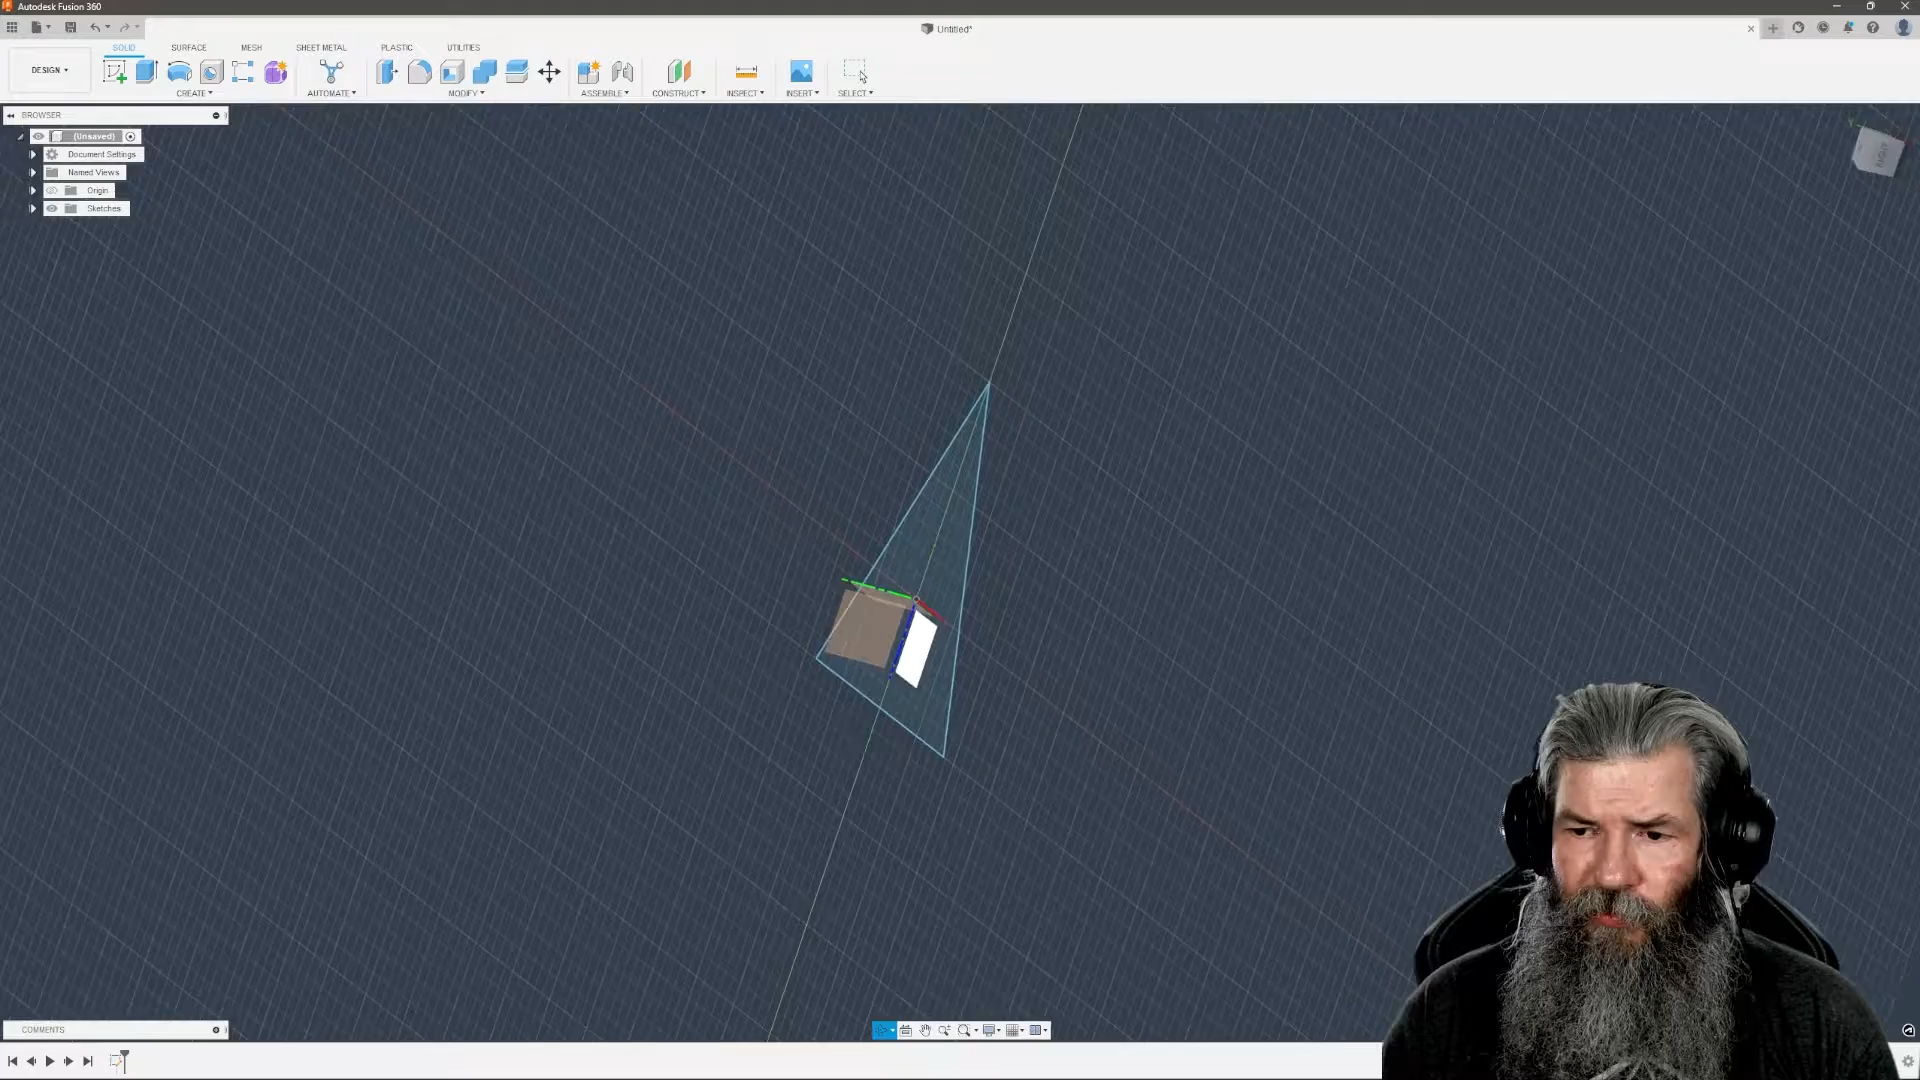 Autodesk Fusion 360
Untitled*
DESIGN
SOLID
SURFACE
MESH
SHEET METAL
PLASTIC
UTILITIES
CREATE
AUTOMATE
MODIFY
ASSEMBLE
CONSTRUCT
INSPECT
INSERT
SELECT
BROWSER
(Unsaved)
Document Settings
Named Views
Origin
Sketches
RIGHT
COMMENTS